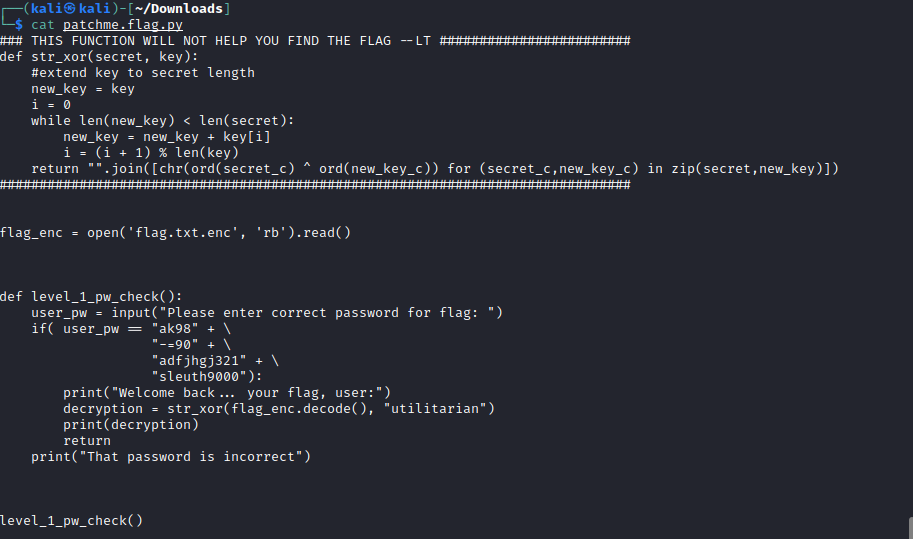 ┌──(kali㉿kali)-[~/Downloads]
└─$ cat patchme.flag.py
### THIS FUNCTION WILL NOT HELP YOU FIND THE FLAG --LT ########################
def str_xor(secret, key):
    #extend key to secret length
    new_key = key
    i = 0
    while len(new_key) < len(secret):
        new_key = new_key + key[i]
        i = (i + 1) % len(key)
    return "".join([chr(ord(secret_c) ^ ord(new_key_c)) for (secret_c,new_key_c) in zip(secret,new_key)])
###############################################################################
flag_enc = open('flag.txt.enc', 'rb').read()
def level_1_pw_check():
    user_pw = input("Please enter correct password for flag: ")
    if( user_pw == "ak98" + \
                   "-=90" + \
                   "adfjhgj321" + \
                   "sleuth9000"):
        print("Welcome back... your flag, user:")
        decryption = str_xor(flag_enc.decode(), "utilitarian")
        print(decryption)
        return
    print("That password is incorrect")
level_1_pw_check()